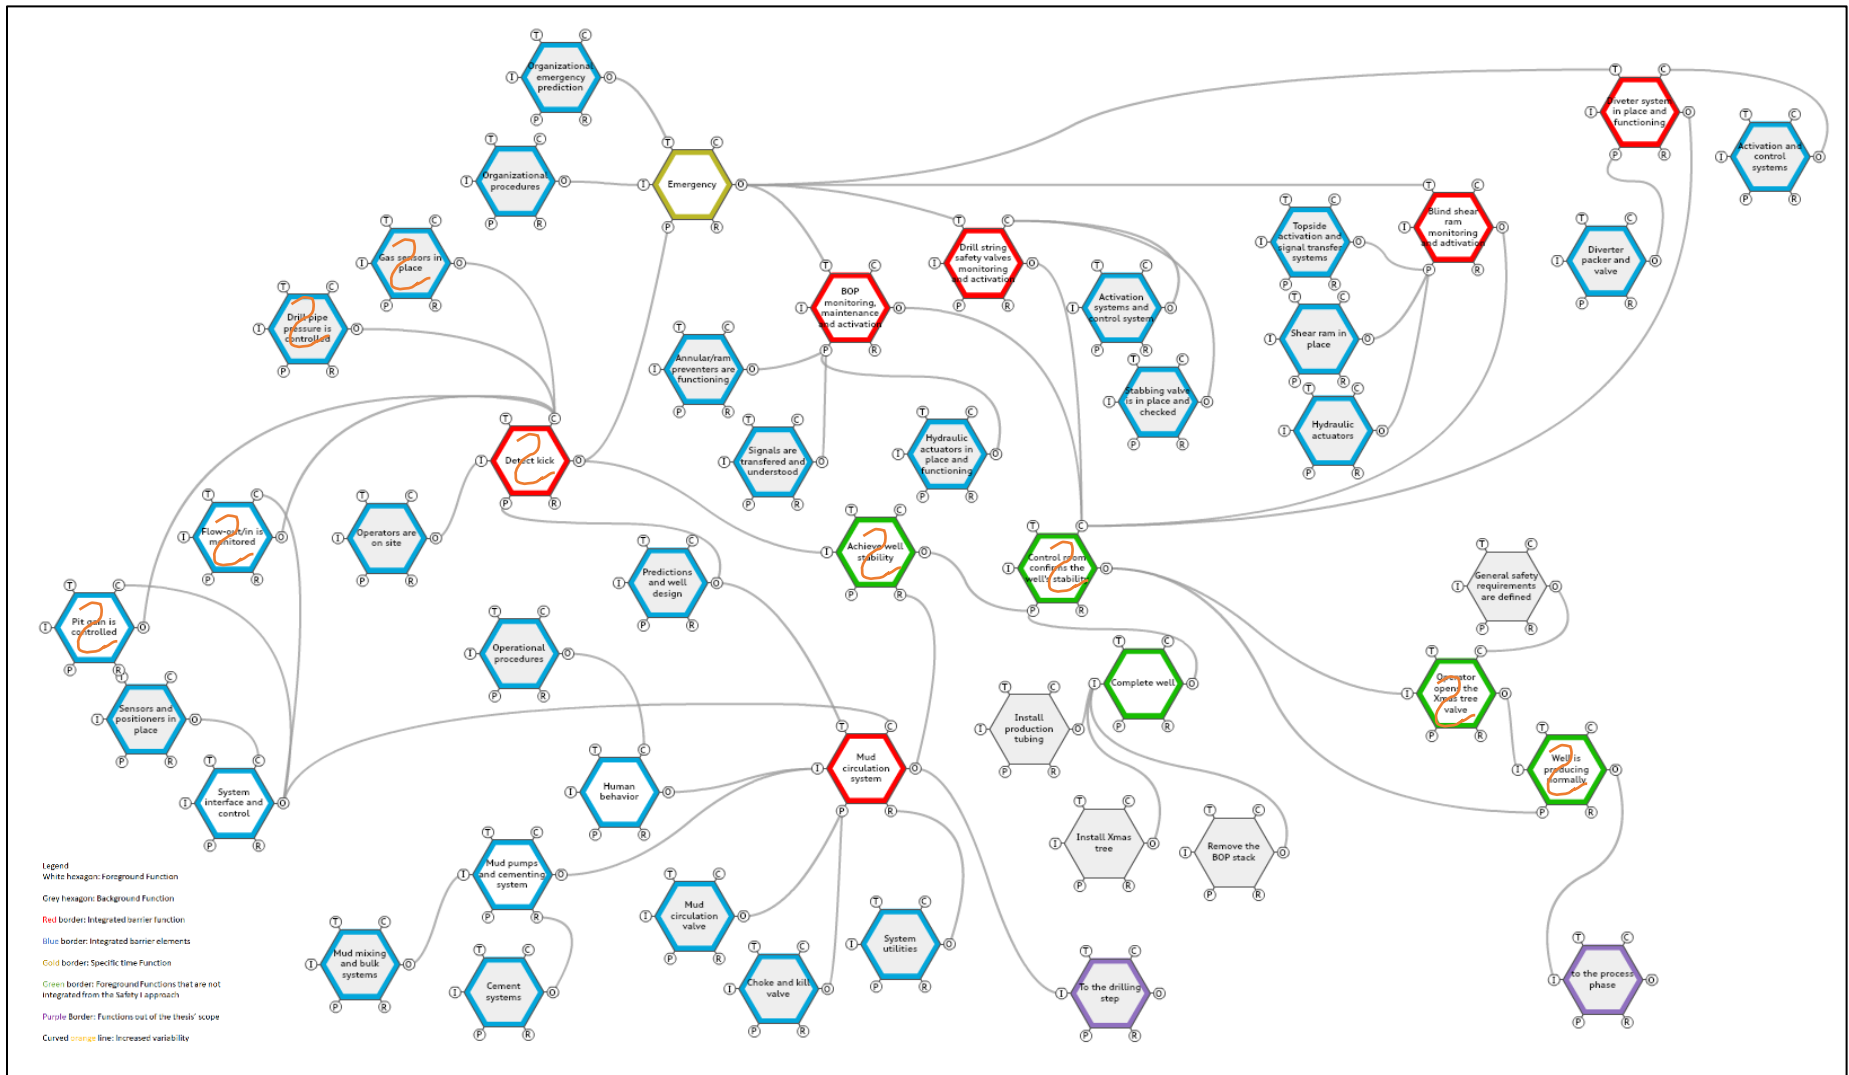 Organizational
emergency
prediction
Organizational
procedures
Emergency
Gas sensors in
place
Drill pipe
pressure is
controlled
Diveter system
in place and
functioning
Activation and
control
systems
Diverter
packer and
valve
Blind shear
ram
monitoring
and adtivation
Topside
activation and
signal transfer
systems
Shear ram in
place
Hydraulic
actuators
Drill string
safety valves
monitoring
and activation
Activation
systems and
control system
Stabbing valve
is in place and
checked
BOP
monitoring,
maintenance
and activation
Annular/ram
preventers are
functioning
Signals are
transfered and
understood
Hydraulic
actuators in
place and
functioning
Detect kick
Operators are
on site
Flow-out/in is
monitored
Pit gain is
controlled
Sensors and
positioners in
place
System
interface and
control
Predictions
and well
design
Achieve well
stability
Control room
confirms the
well's stability
General safety
requirements
are defined
Operator
opens the
Xmas tree
valve
Well is
producing
normally
Operational
procedures
Human
behavior
Mud
circulation
system
Complete well
Install
production
tubing
Install Xmas
tree
Remove the
BOP stack
Mud pumps
and cementing
system
Mud mixing
and bulk
systems
Cement
systems
Mud
circulation
valve
Choke and kill
valve
System
utilities
To the drilling
step
to the process
phase
Legend
White hexagon: Foreground Function
Grey hexagon: Background Function
Red border: Integrated barrier function
Blue border: Integrated barrier elements
Gold border: Specific time Function
Green border: Foreground Functions that are not
integrated from the Safety I approach
Purple Border: Functions out of the thesis' scope
Curved orange line: Increased variability